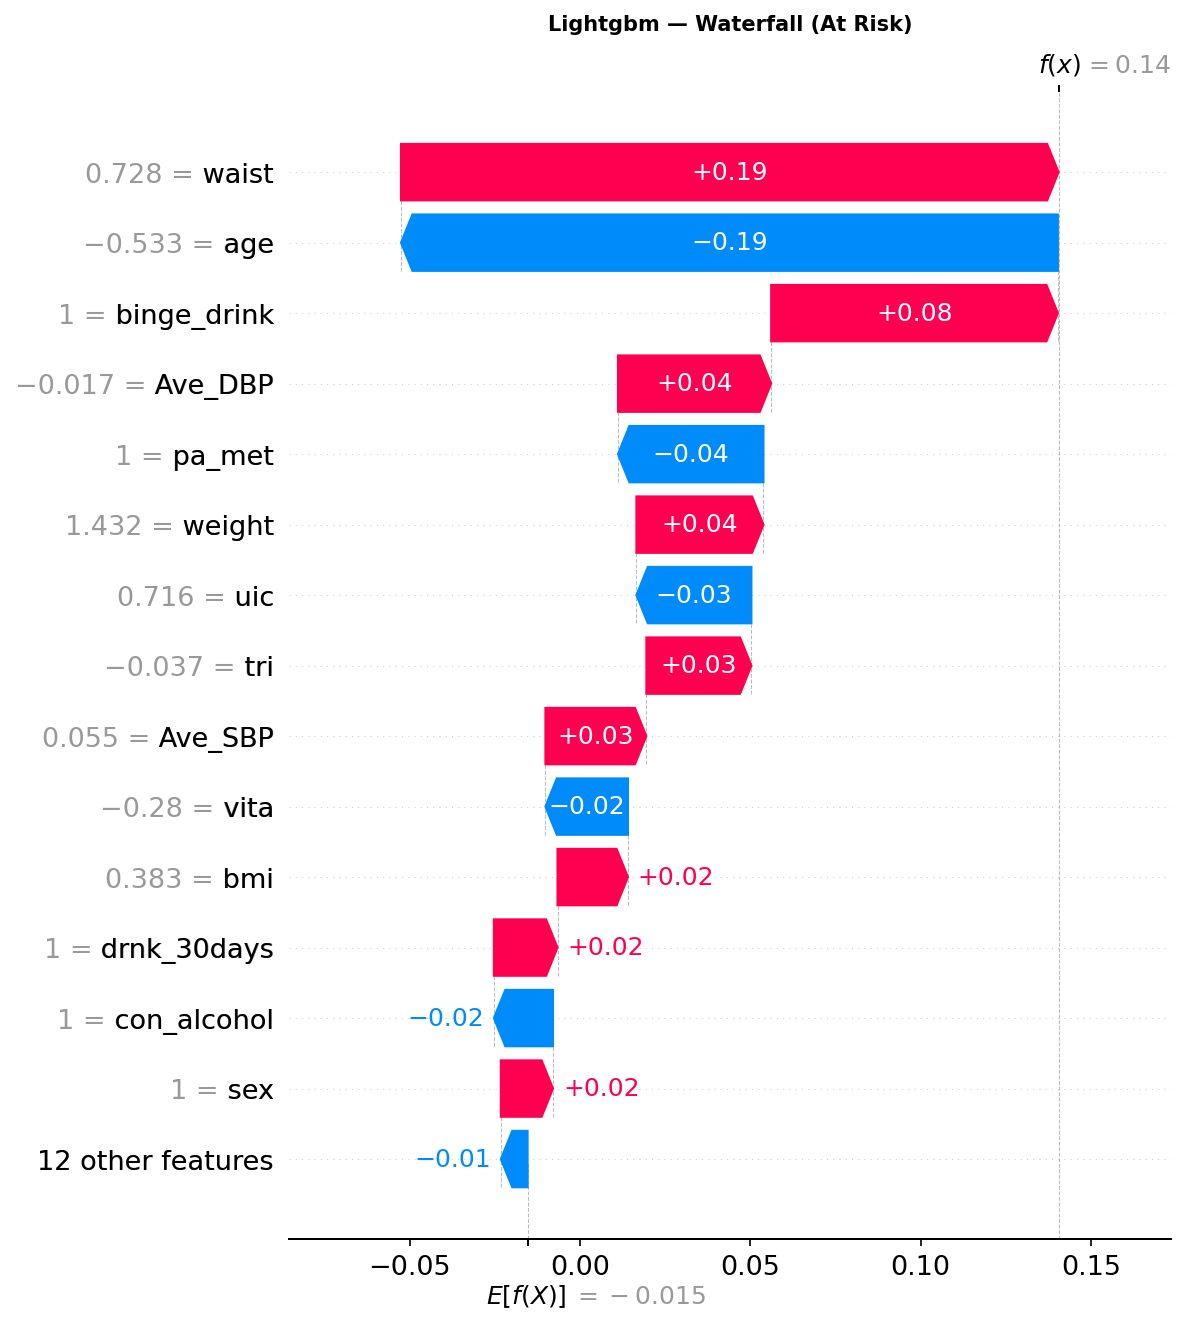 Lightgbm — Waterfall (At Risk)
f(x) = 0.14
0.728 = waist +0.19
−0.533 = age −0.19
1 = binge_drink +0.08
−0.017 = Ave_DBP +0.04
1 = pa_met −0.04
1.432 = weight +0.04
0.716 = uic −0.03
−0.037 = tri +0.03
0.055 = Ave_SBP +0.03
−0.28 = vita −0.02
0.383 = bmi +0.02
1 = drnk_30days +0.02
1 = con_alcohol −0.02
1 = sex +0.02
12 other features −0.01
−0.05 0.00 0.05 0.10 0.15
E[f(X)] = −0.015